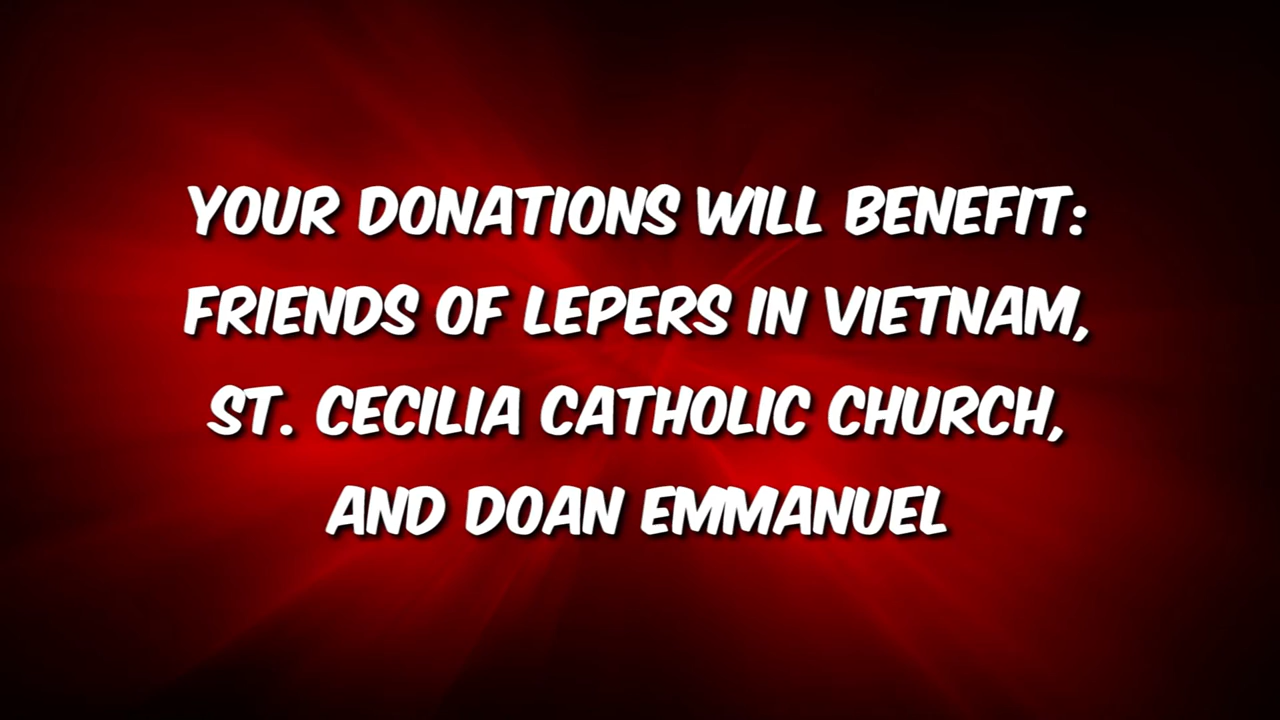 YOUR DONATIONS WILL BENEFIT:
FRIENDS OF LEPERS IN VIETNAM,
ST. CECILIA CATHOLIC CHURCH,
AND DOAN EMMANUEL